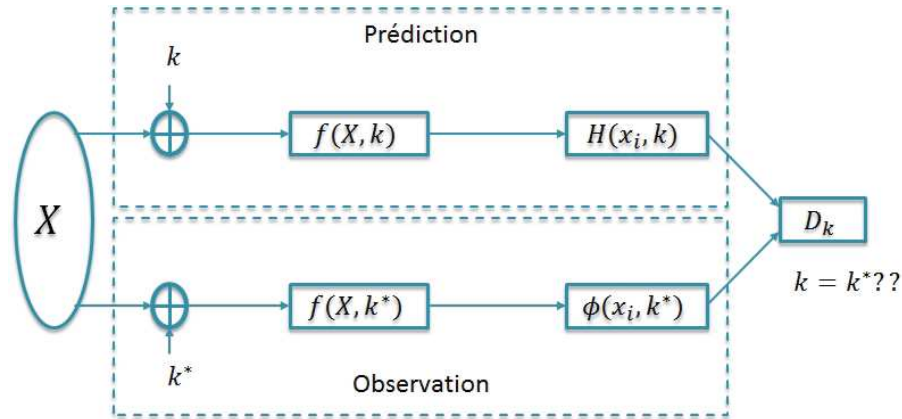 Prédiction
k
f(X, k)
H(x_i, k)
X
D_k
k = k*??
f(X, k*)
ϕ(x_i, k*)
k*
Observation